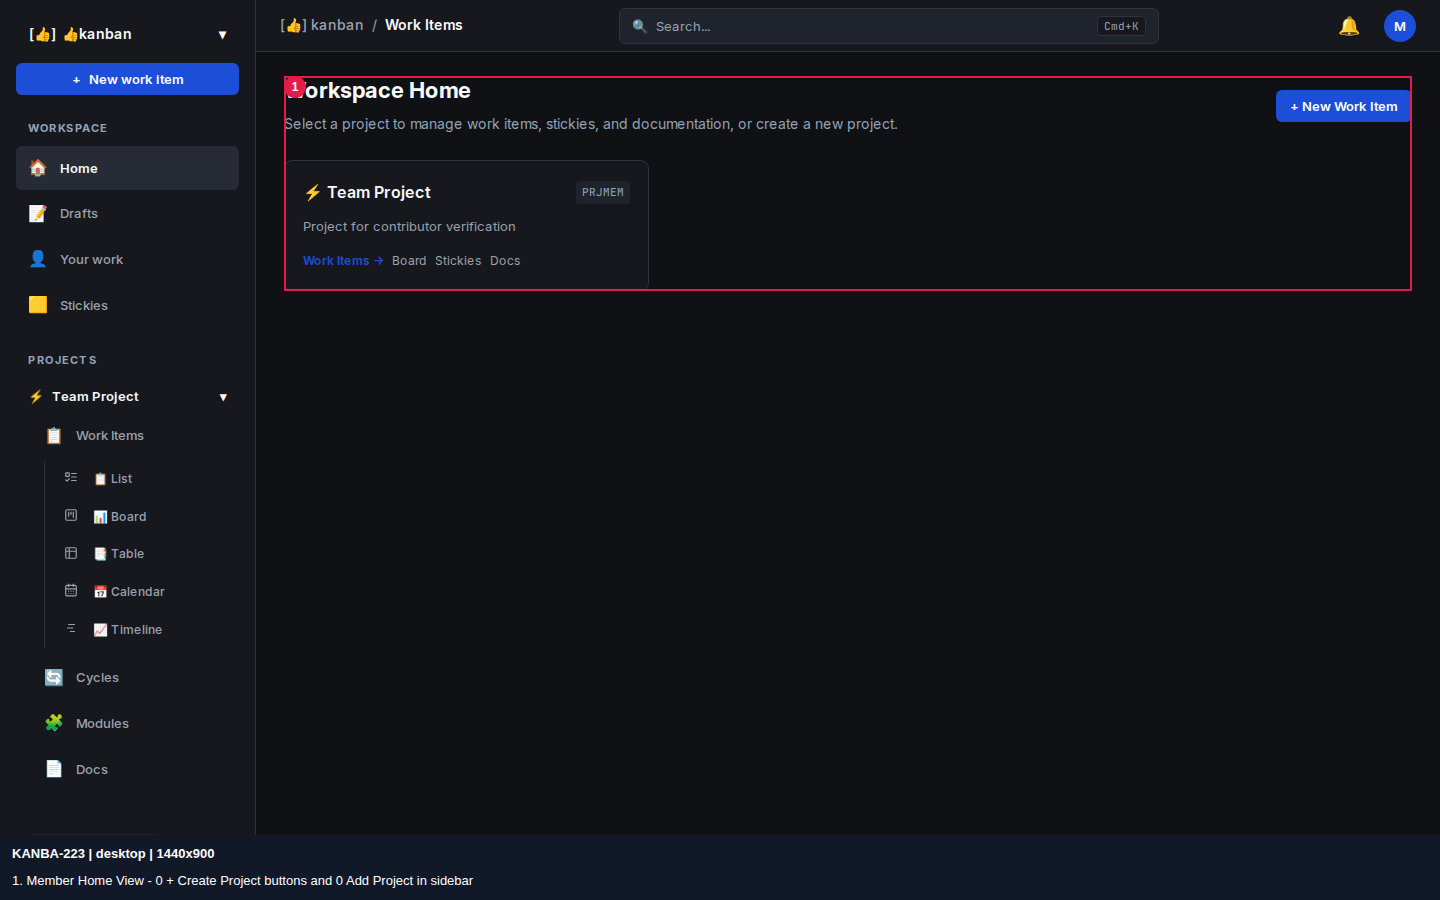 [👍] 👍kanban ▼
+ New work item
WORKSPACE
🏠 Home
📝 Drafts
👤 Your work
🟨 Stickies
PROJECTS
⚡ Team Project ▼
📋 Work Items
📋 List
📊 Board
📑 Table
📅 Calendar
📈 Timeline
🔄 Cycles
🧩 Modules
📄 Docs
[👍] kanban / Work Items
🔍 Search... Cmd+K
🔔 M
1
Workspace Home
+ New Work Item
Select a project to manage work items, stickies, and documentation, or create a new project.
⚡ Team Project PRJMEM
Project for contributor verification
Work Items → Board Stickies Docs
KANBA-223 | desktop | 1440x900
1. Member Home View - 0 + Create Project buttons and 0 Add Project in sidebar